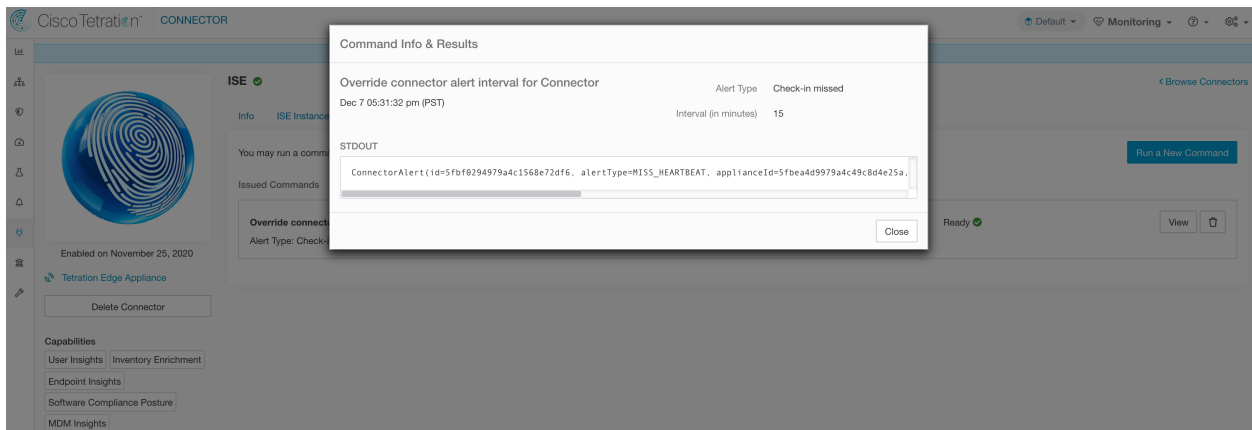 Cisco Tetration
CONNECTOR
Default
Monitoring
Command Info & Results
Override connector alert interval for Connector
Dec 7 05:31:32 pm (PST)
Alert Type Check-in missed
Interval (in minutes) 15
STDOUT
ConnectorAlert(id=5fbf0294979a4c1568e72df6, alertType=MISS_HEARTBEAT, applianceId=5fbea4d9979a4c49c8d4e25a,
Close
ISE
Browse Connectors
Info ISE Instance
You may run a comma
Run a New Command
Issued Commands
Override connecto
Alert Type: Check-i
Ready
View
Enabled on November 25, 2020
Tetration Edge Appliance
Delete Connector
Capabilities
User Insights Inventory Enrichment
Endpoint Insights
Software Compliance Posture
MDM Insights